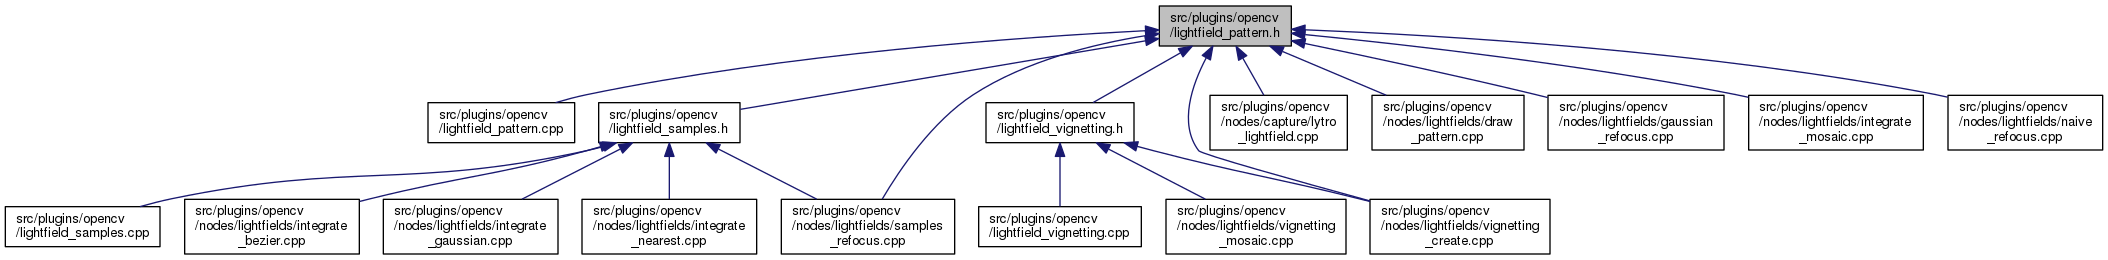 src/plugins/opencv
/lightfield_pattern.h
src/plugins/opencv
/lightfield_pattern.cpp
src/plugins/opencv
/lightfield_samples.h
src/plugins/opencv
/lightfield_vignetting.h
src/plugins/opencv
/nodes/capture/lytro
_lightfield.cpp
src/plugins/opencv
/nodes/lightfields/draw
_pattern.cpp
src/plugins/opencv
/nodes/lightfields/gaussian
_refocus.cpp
src/plugins/opencv
/nodes/lightfields/integrate
_mosaic.cpp
src/plugins/opencv
/nodes/lightfields/naive
_refocus.cpp
src/plugins/opencv
/lightfield_samples.cpp
src/plugins/opencv
/nodes/lightfields/integrate
_bezier.cpp
src/plugins/opencv
/nodes/lightfields/integrate
_gaussian.cpp
src/plugins/opencv
/nodes/lightfields/integrate
_nearest.cpp
src/plugins/opencv
/nodes/lightfields/samples
_refocus.cpp
src/plugins/opencv
/lightfield_vignetting.cpp
src/plugins/opencv
/nodes/lightfields/vignetting
_mosaic.cpp
src/plugins/opencv
/nodes/lightfields/vignetting
_create.cpp